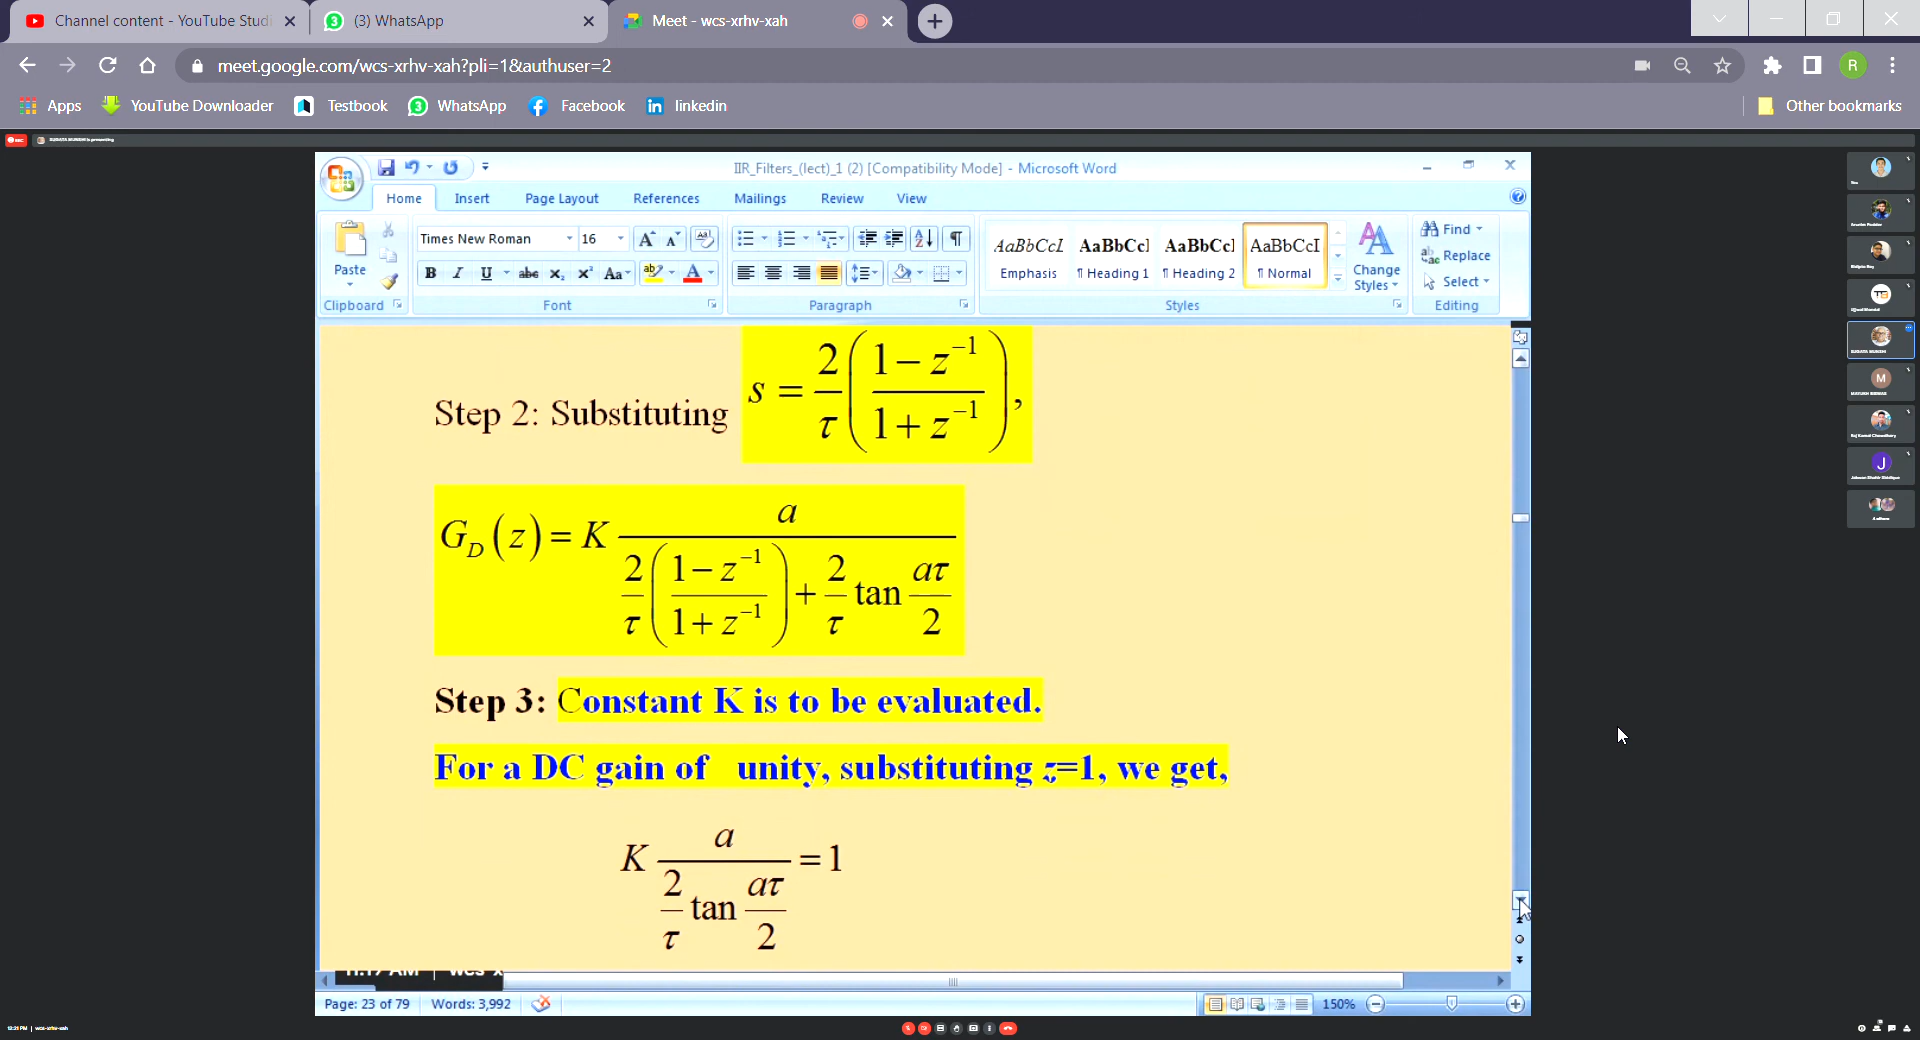 Channel content - YouTube Studi
(3) WhatsApp
Meet - wcs-xrhv-xah
meet.google.com/wcs-xrhv-xah?pli=1&authuser=2
R
Apps
YouTube Downloader
Testbook
WhatsApp
Facebook
linkedin
Other bookmarks
IIR_Filters_(lect)_1 (2) [Compatibility Mode] - Microsoft Word
Home
Insert
Page Layout
References
Mailings
Review
View
Paste
Clipboard
Times New Roman
16
Font
Paragraph
AaBbCcI
AaBbCc]
AaBbCc]
AaBbCcI
Emphasis
¶ Heading 1
¶ Heading 2
¶ Normal
Change
Styles
Styles
Find
Replace
Select
Editing
Step 2: Substituting s = 2/τ ((1 − z⁻¹)/(1 + z⁻¹)),
G_D(z) = K a / (2/τ ((1 − z⁻¹)/(1 + z⁻¹)) + 2/τ tan aτ/2)
Step 3: Constant K is to be evaluated.
For a DC gain of unity, substituting z=1, we get,
K a / (2/τ tan aτ/2) = 1
Page: 23 of 79
Words: 3,992
150%
M
J